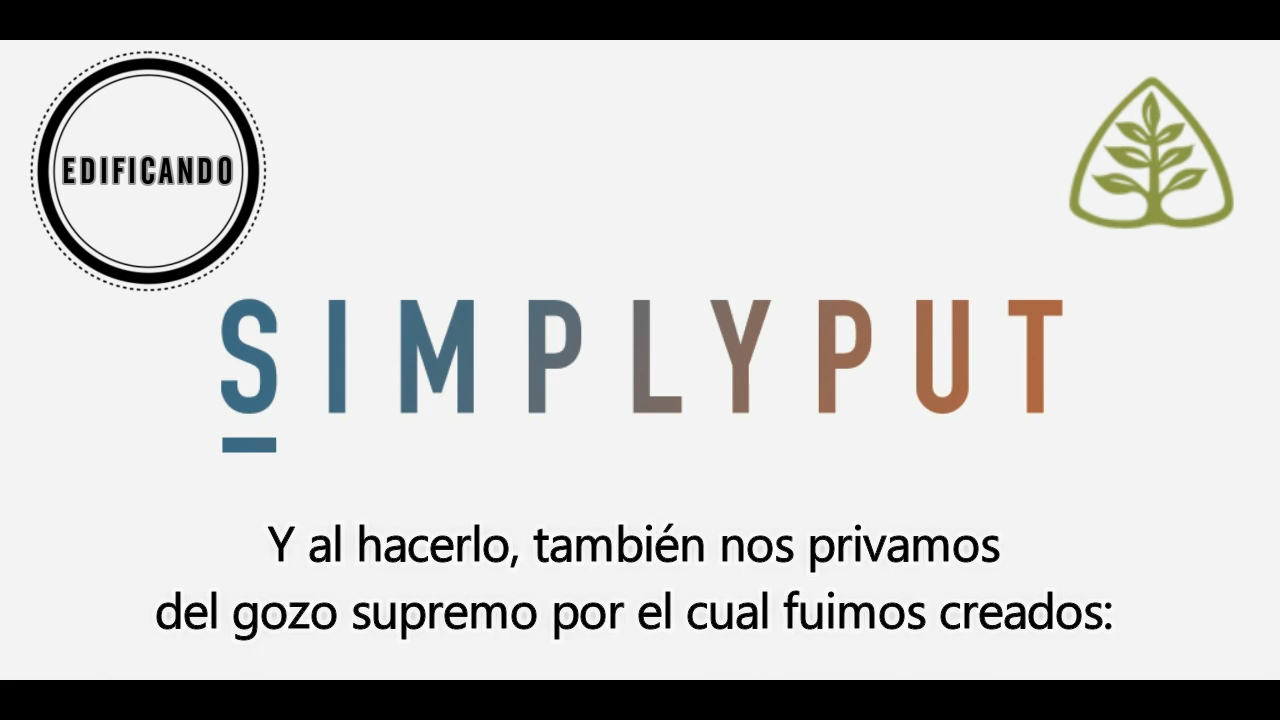 EDIFICANDO
SIMPLYPUT
Y al hacerlo, también nos privamos
del gozo supremo por el cual fuimos creados: